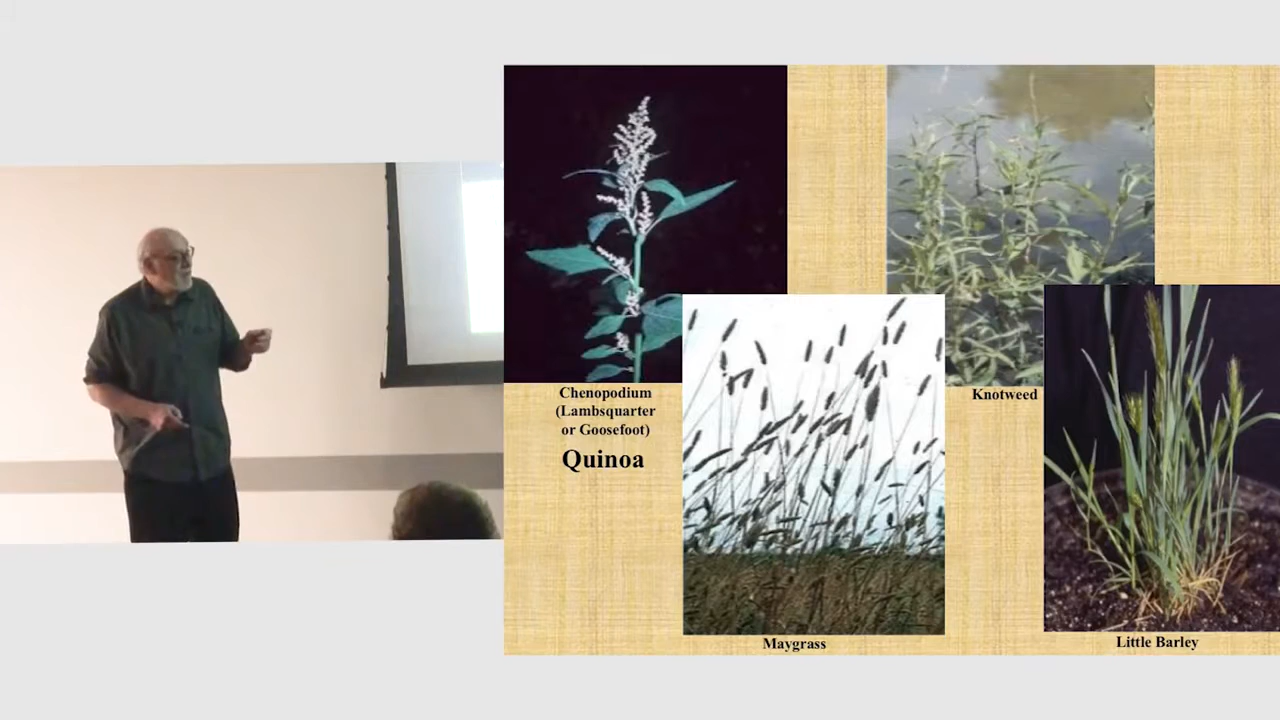 Chenopodium
(Lambsquarter
or Goosefoot)
Quinoa
Knotweed
Maygrass
Little Barley